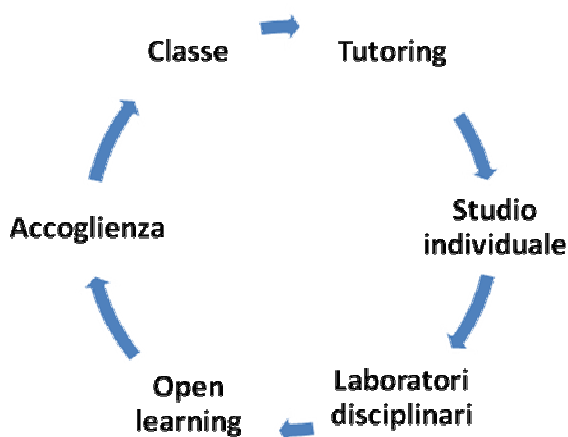 Classe
Tutoring
Studio
individuale
Laboratori
disciplinari
Open
learning
Accoglienza